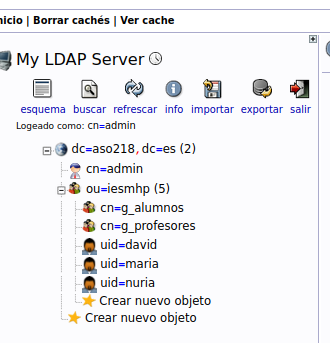 nicio | Borrar cachés | Ver cache
My LDAP Server
esquema buscar refrescar info importar exportar salir
Logeado como: cn=admin
dc=aso218, dc=es (2)
cn=admin
ou=iesmhp (5)
cn=g_alumnos
cn=g_profesores
uid=david
uid=maria
uid=nuria
Crear nuevo objeto
Crear nuevo objeto